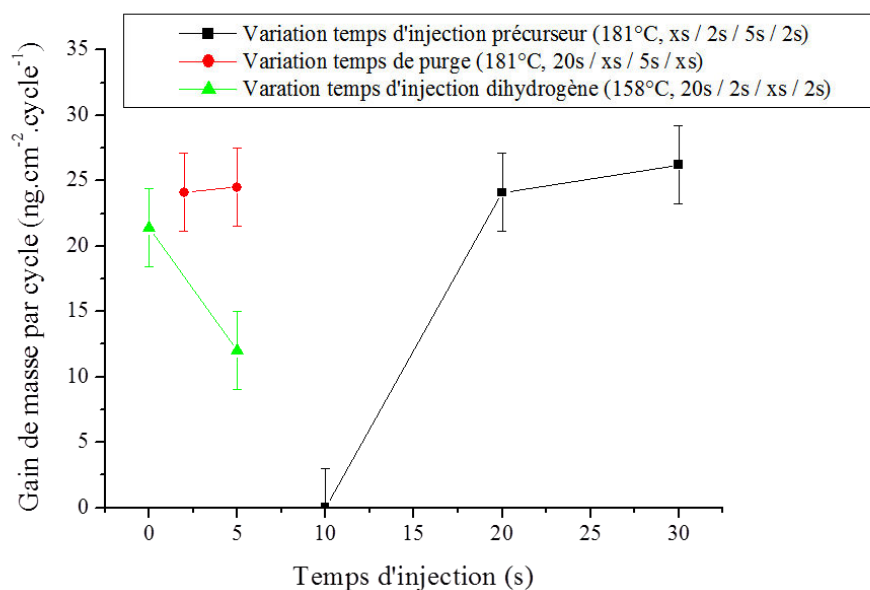 Variation temps d'injection précurseur (181°C, xs / 2s / 5s / 2s)
Variation temps de purge (181°C, 20s / xs / 5s / xs)
Varation temps d'injection dihydrogène (158°C, 20s / 2s / xs / 2s)
Gain de masse par cycle (ng.cm⁻².cycle⁻¹)
35
30
25
20
15
10
5
0
0 5 10 15 20 25 30
Temps d'injection (s)